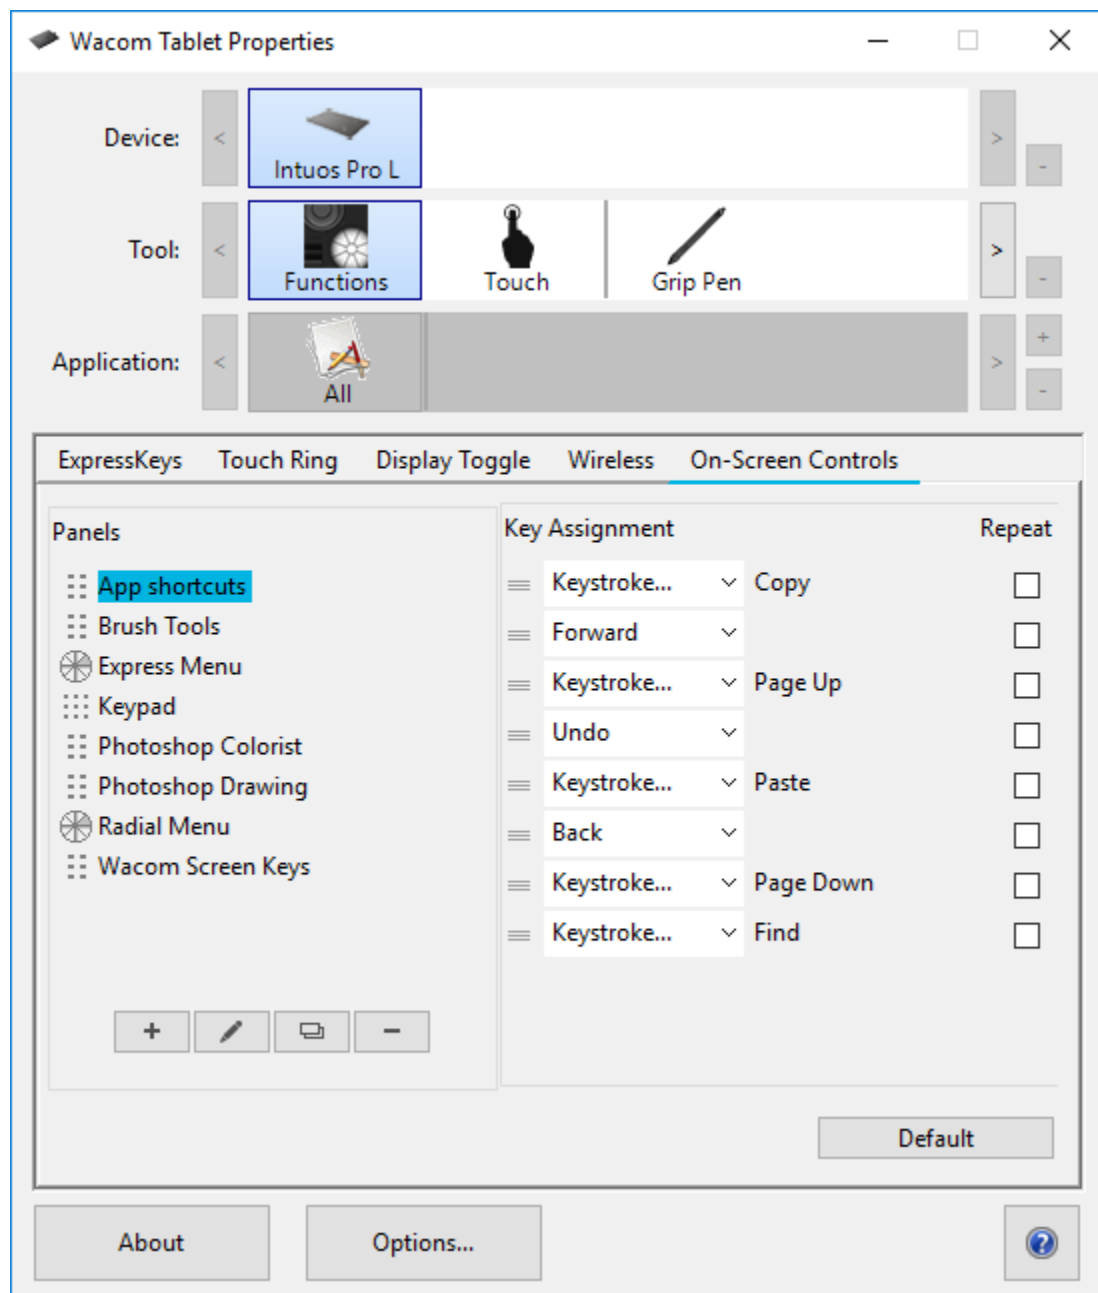 Wacom Tablet Properties
Device:
<
Intuos Pro L
>
-
Tool:
<
Functions
Touch
Grip Pen
>
-
Application:
<
All
>
+
-
ExpressKeys Touch Ring Display Toggle Wireless On-Screen Controls
Panels
App shortcuts
Brush Tools
Express Menu
Keypad
Photoshop Colorist
Photoshop Drawing
Radial Menu
Wacom Screen Keys
Key Assignment Repeat
Keystroke... Copy
Forward
Keystroke... Page Up
Undo
Keystroke... Paste
Back
Keystroke... Page Down
Keystroke... Find
Default
About Options... ?